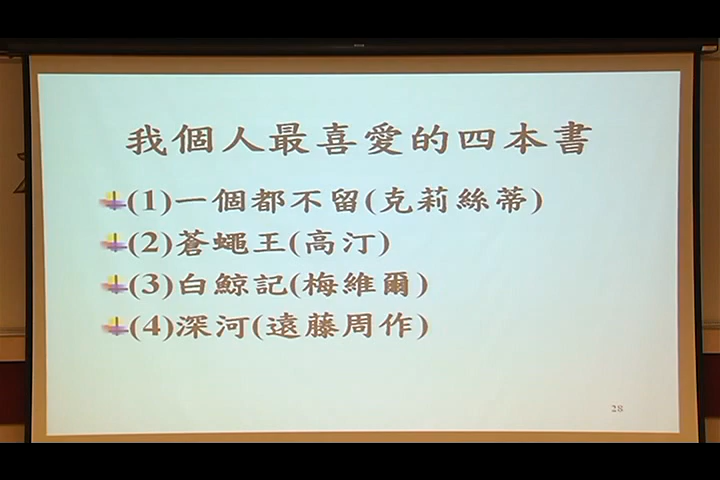 我個人最喜愛的四本書
(1)一個都不留(克莉絲蒂)
(2)蒼蠅王(高汀)
(3)白鯨記(梅維爾)
(4)深河(遠藤周作)
28